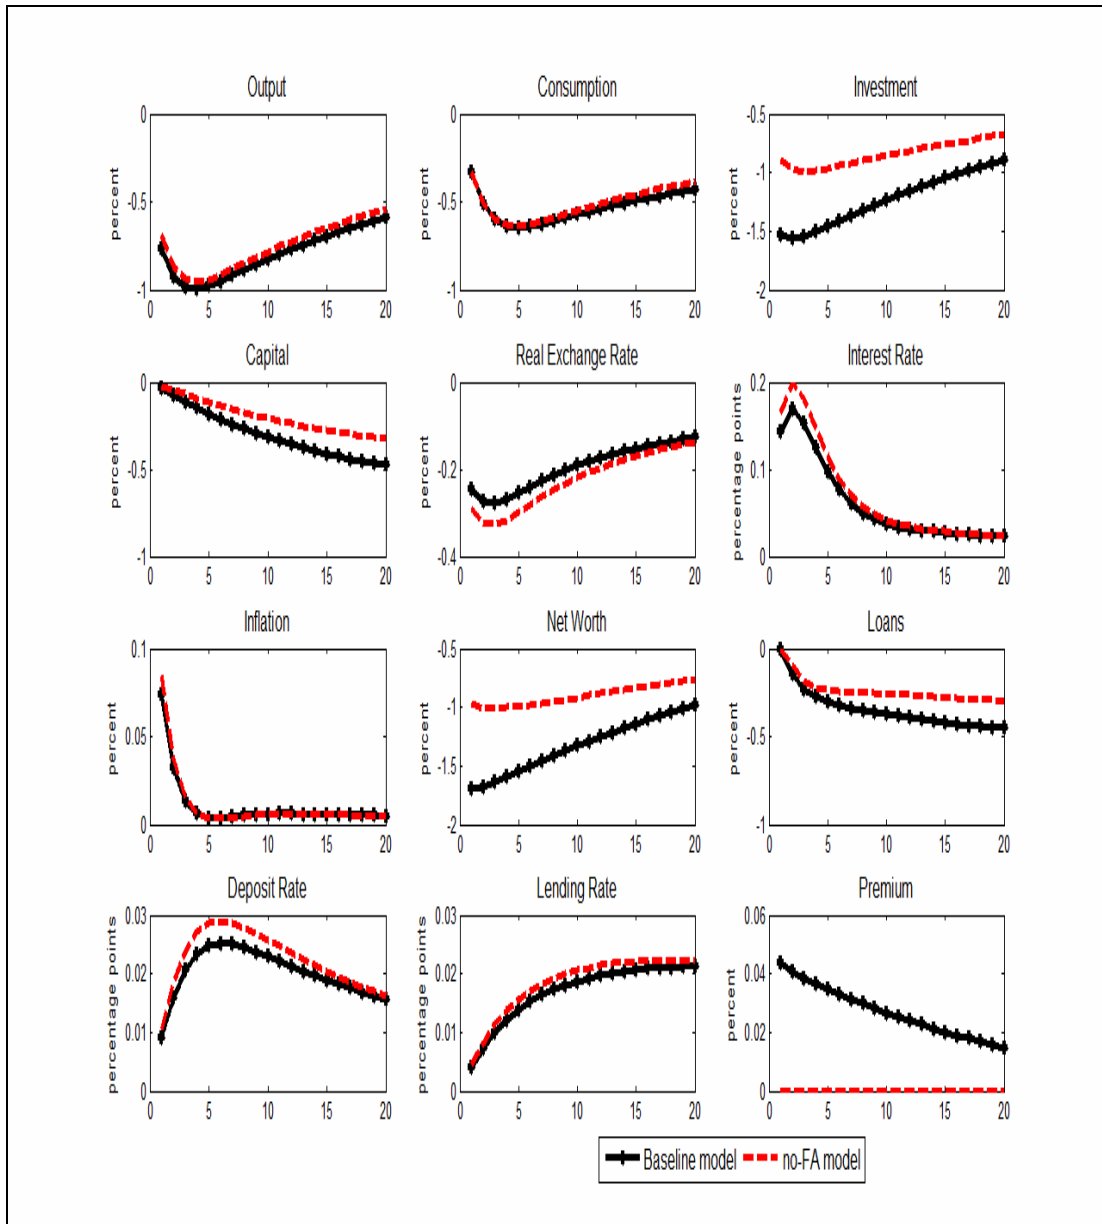 Output
Consumption
Investment
percent
0
-0.5
-1
0 5 10 15 20
percent
0
-0.5
-1
0 5 10 15 20
percent
-0.5
-1
-1.5
-2
0 5 10 15 20
Capital
Real Exchange Rate
Interest Rate
percent
0
-0.5
-1
0 5 10 15 20
percent
0
-0.2
-0.4
0 5 10 15 20
percentage points
0.2
0.1
0
0 5 10 15 20
Inflation
Net Worth
Loans
percent
0.1
0.05
0
0 5 10 15 20
percent
-0.5
-1
-1.5
-2
0 5 10 15 20
percent
0
-0.5
-1
0 5 10 15 20
Deposit Rate
Lending Rate
Premium
percentage points
0.03
0.02
0.01
0
0 5 10 15 20
percentage points
0.03
0.02
0.01
0
0 5 10 15 20
percent
0.06
0.04
0.02
0
0 5 10 15 20
Baseline model
no-FA model